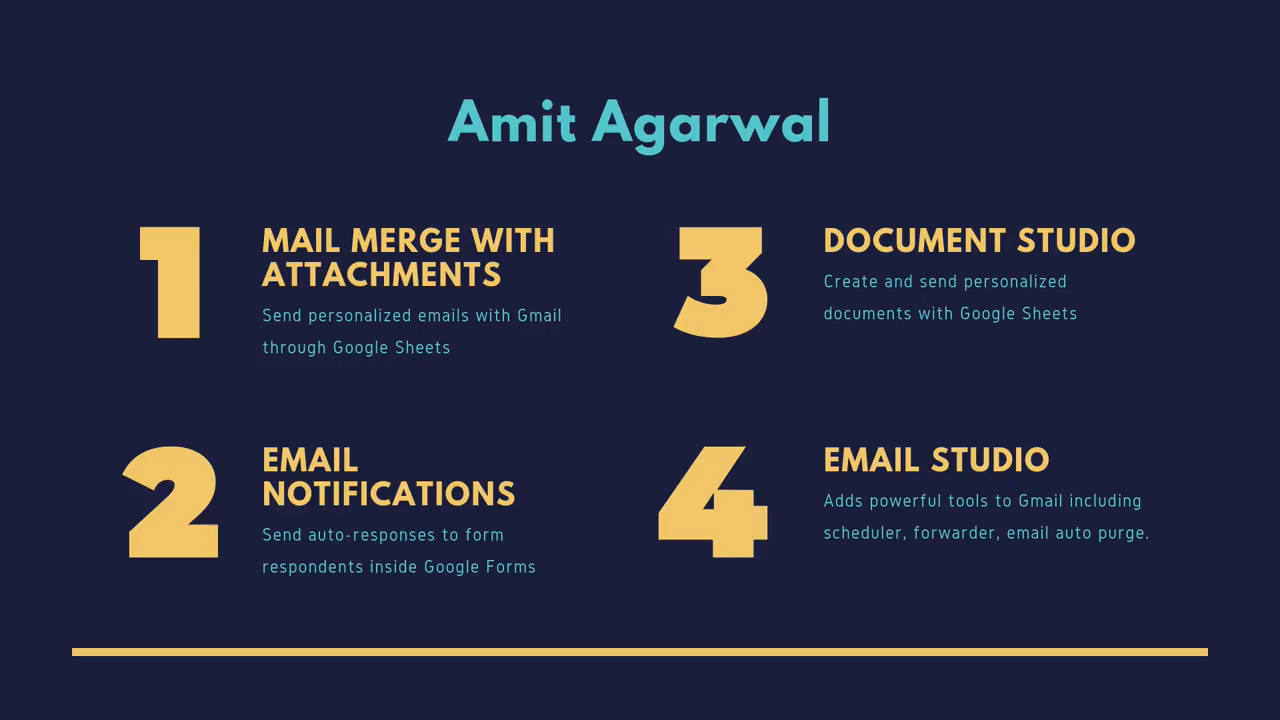 Amit Agarwal
1
MAIL MERGE WITH
ATTACHMENTS
Send personalized emails with Gmail
through Google Sheets
2
EMAIL
NOTIFICATIONS
Send auto-responses to form
respondents inside Google Forms
3
DOCUMENT STUDIO
Create and send personalized
documents with Google Sheets
4
EMAIL STUDIO
Adds powerful tools to Gmail including
scheduler, forwarder, email auto purge.